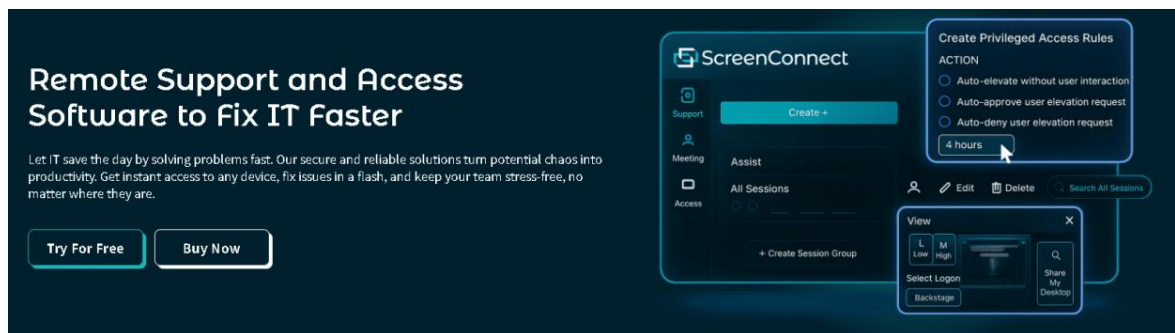 Remote Support and Access
Software to Fix IT Faster
Let IT save the day by solving problems fast. Our secure and reliable solutions turn potential chaos into
productivity. Get instant access to any device, fix issues in a flash, and keep your team stress-free, no
matter where they are.
Try For Free
Buy Now
ScreenConnect
Support
Meeting
Access
Create +
Assist
All Sessions
+ Create Session Group
Create Privileged Access Rules
ACTION
Auto-elevate without user interaction
Auto-approve user elevation request
Auto-deny user elevation request
4 hours
Edit
Delete
Search All Sessions
View
X
L
Low
M
High
Select Logon
Backstage
Share
My
Desktop